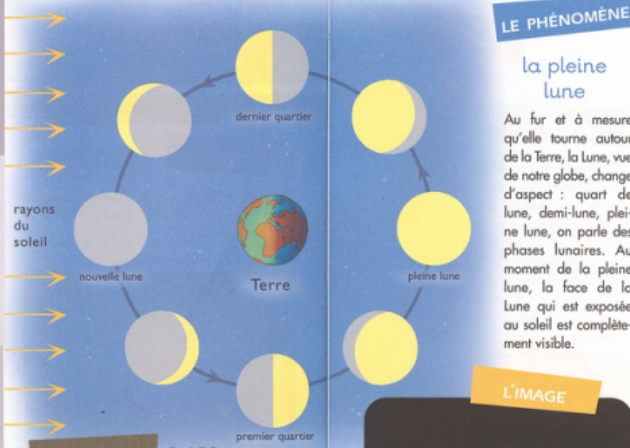 LE PHÉNOMÈNE
la pleine
lune
Au fur et à mesure
qu'elle tourne autour
de la Terre, la Lune, vue
de notre globe, change
d'aspect : quart de
lune, demi-lune, plei-
ne lune, on parle des
phases lunaires. Au
moment de la pleine
lune, la face de la
Lune qui est exposée
au soleil est complète-
ment visible.
L'IMAGE
dernier quartier
rayons
du
soleil
nouvelle lune
Terre
pleine lune
premier quartier